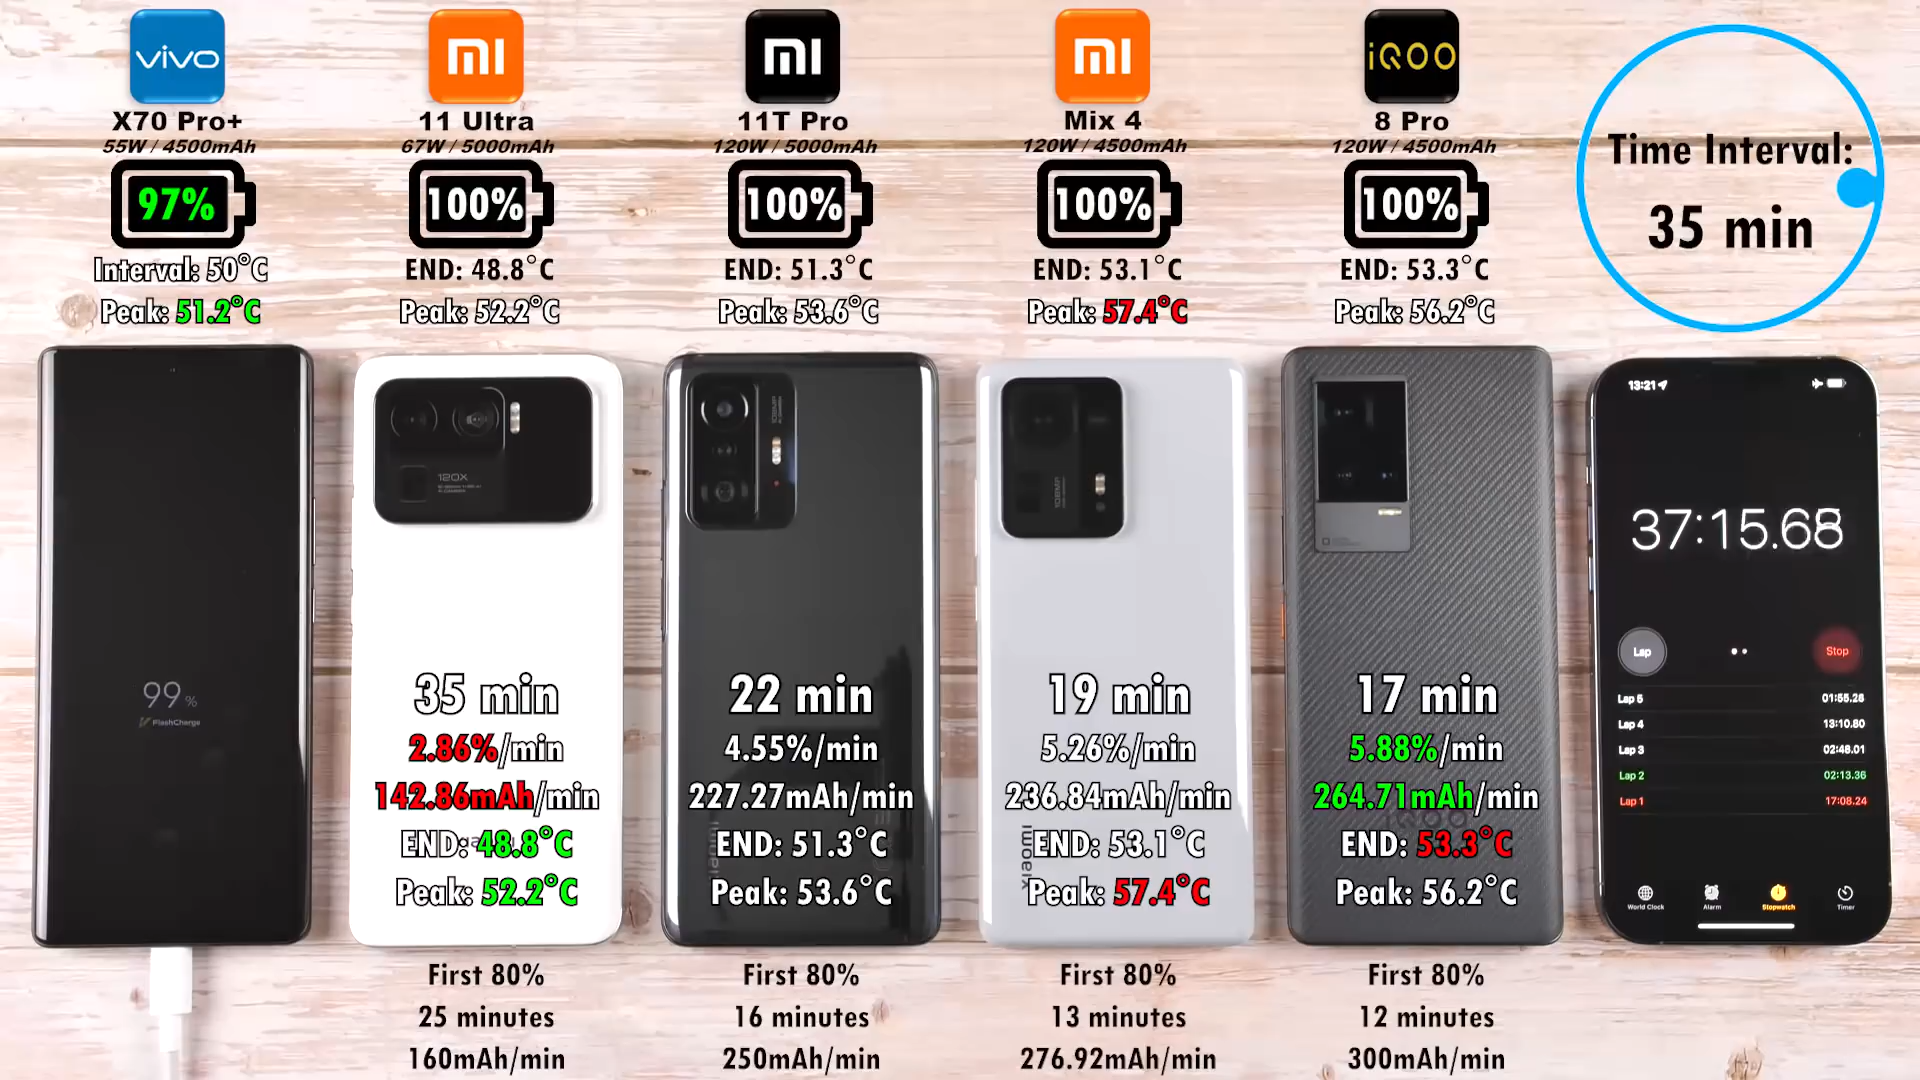 vivo
X70 Pro+
55W / 4500mAh
97%
Interval: 50°C
Peak: 51.2°C
mi
11 Ultra
67W / 5000mAh
100%
END: 48.8°C
Peak: 52.2°C
mi
11T Pro
120W / 5000mAh
100%
END: 51.3°C
Peak: 53.6°C
mi
Mix 4
120W / 4500mAh
100%
END: 53.1°C
Peak: 57.4°C
iQOO
8 Pro
120W / 4500mAh
100%
END: 53.3°C
Peak: 56.2°C
Time Interval:
35 min
99%
FlashCharge
120X
35 min
2.86%/min
142.86mAh/min
END: 48.8°C
Peak: 52.2°C
First 80%
25 minutes
160mAh/min
108MP
22 min
4.55%/min
227.27mAh/min
END: 51.3°C
Peak: 53.6°C
First 80%
16 minutes
250mAh/min
108MP
xiaomi
19 min
5.26%/min
236.84mAh/min
END: 53.1°C
Peak: 57.4°C
First 80%
13 minutes
276.92mAh/min
17 min
5.88%/min
264.71mAh/min
iQOO
END: 53.3°C
Peak: 56.2°C
First 80%
12 minutes
300mAh/min
13:21
37:15.68
Lap
Stop
Lap 5 01:55.26
Lap 4 13:10.80
Lap 3 02:48.01
Lap 2 02:13.36
Lap 1 17:08.24
World Clock
Alarm
Stopwatch
Timer